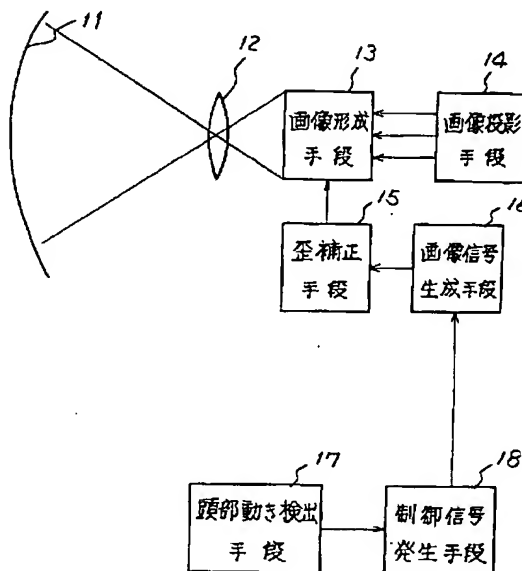 11
12
13
14
画像形成
手段
画像投影
手段
15
16
歪補正
手段
画像信号
生成手段
17
18
頭部動き検出
手段
制御信号
発生手段